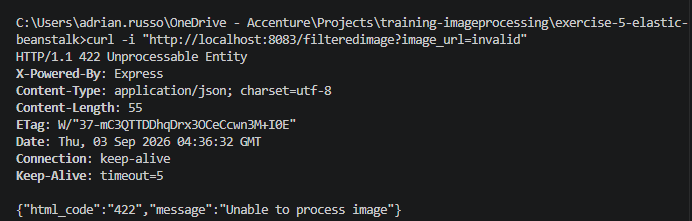 C:\Users\adrian.russo\OneDrive - Accenture\Projects\training-imageprocessing\exercise-5-elastic-
beanstalk>curl -i "http://localhost:8083/filteredimage?image_url=invalid"
HTTP/1.1 422 Unprocessable Entity
X-Powered-By: Express
Content-Type: application/json; charset=utf-8
Content-Length: 55
ETag: W/"37-mC3QTTDDhqDrx3OCeCcwn3M+I0E"
Date: Thu, 03 Sep 2026 04:36:32 GMT
Connection: keep-alive
Keep-Alive: timeout=5

{"html_code":"422","message":"Unable to process image"}